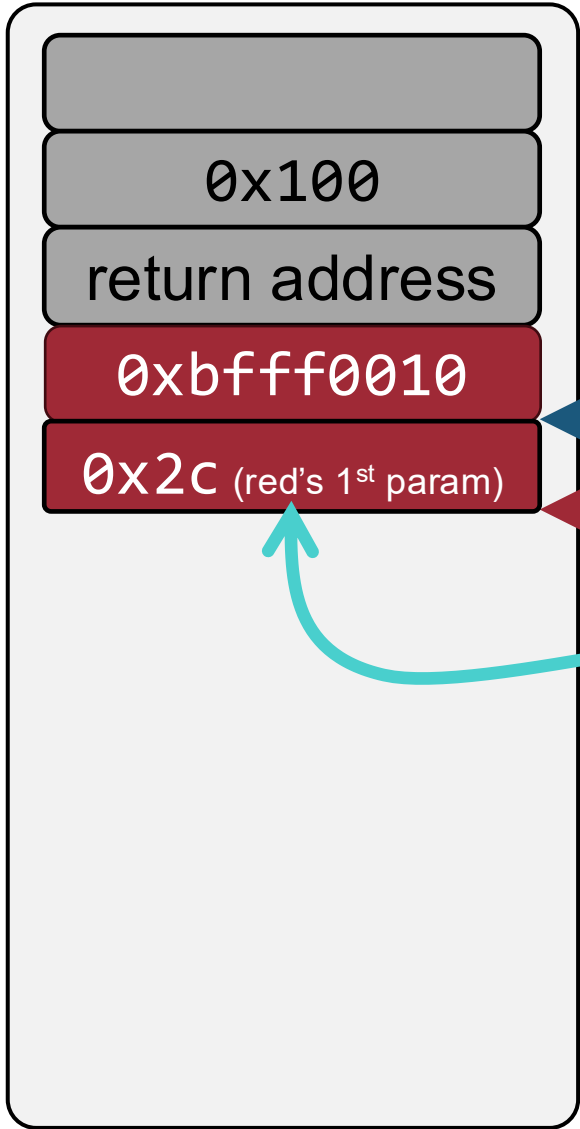 0x100
return address
0xbfff0010
0x2c (red’s 1st param)